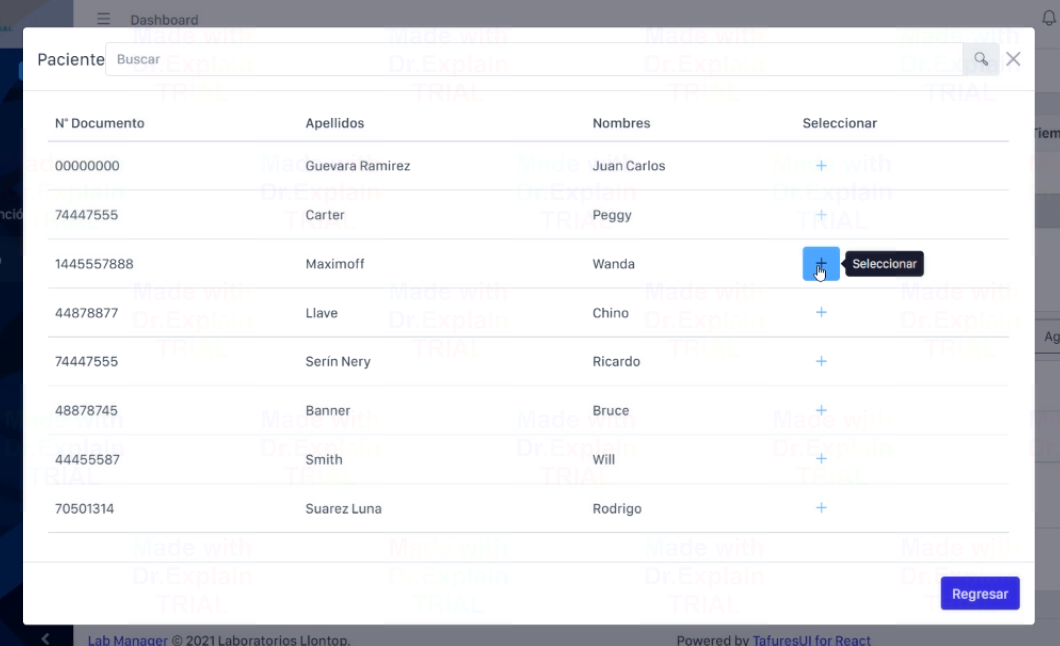 Dashboard
Paciente Buscar
N° Documento Apellidos Nombres Seleccionar
00000000 Guevara Ramirez Juan Carlos +
74447555 Carter Peggy +
1445557888 Maximoff Wanda + Seleccionar
44878877 Llave Chino +
74447555 Serín Nery Ricardo +
48878745 Banner Bruce +
44455587 Smith Will +
70501314 Suarez Luna Rodrigo +
Regresar
Lab Manager © 2021 Laboratorios Llontop. Powered by TafuresUI for React
Made with
Dr.Explain
TRIAL